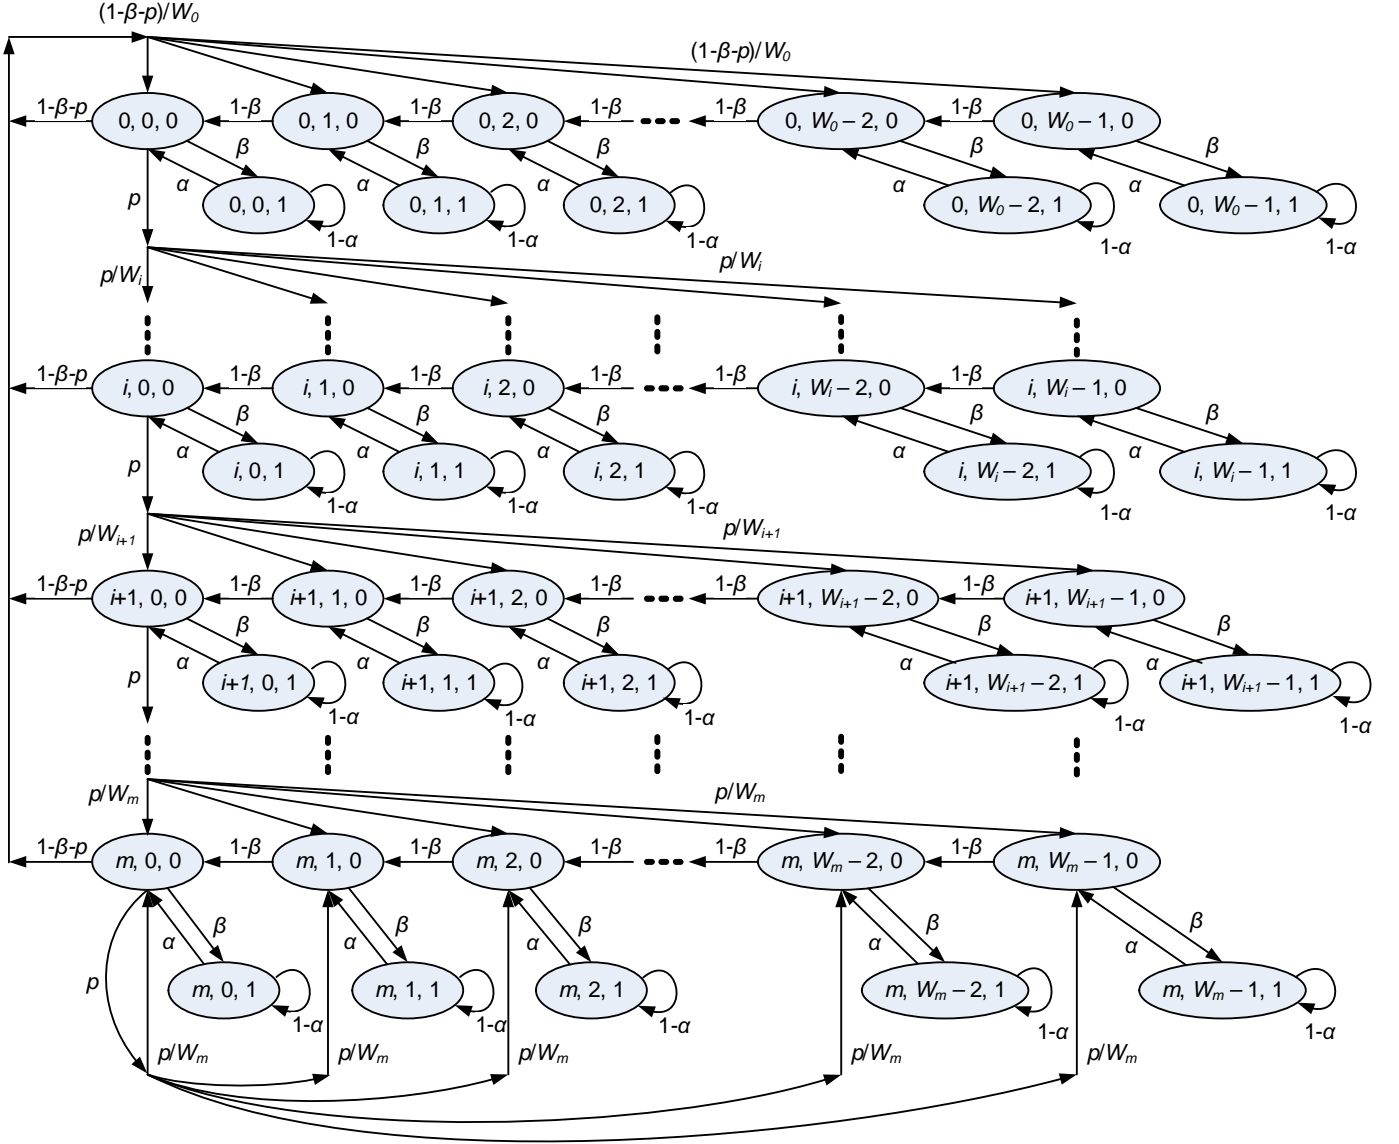 (1-β-p)/W₀
(1-β-p)/W₀
1-β-p 1-β 1-β 1-β 1-β 1-β
0, 0, 0 0, 1, 0 0, 2, 0 0, W₀ – 2, 0 0, W₀ – 1, 0
β β β β β
α α α α α
p
0, 0, 1 0, 1, 1 0, 2, 1 0, W₀ – 2, 1 0, W₀ – 1, 1
1-α 1-α 1-α 1-α 1-α
p/Wᵢ p/Wᵢ
1-β-p 1-β 1-β 1-β 1-β 1-β
i, 0, 0 i, 1, 0 i, 2, 0 i, Wᵢ – 2, 0 i, Wᵢ – 1, 0
β β β β β
α α α α α
p
i, 0, 1 i, 1, 1 i, 2, 1 i, Wᵢ – 2, 1 i, Wᵢ – 1, 1
1-α 1-α 1-α 1-α 1-α
p/Wᵢ₊₁ p/Wᵢ₊₁
1-β-p 1-β 1-β 1-β 1-β 1-β
i+1, 0, 0 i+1, 1, 0 i+1, 2, 0 i+1, Wᵢ₊₁ – 2, 0 i+1, Wᵢ₊₁ – 1, 0
β β β β β
α α α α α
p
i+1, 0, 1 i+1, 1, 1 i+1, 2, 1 i+1, Wᵢ₊₁ – 2, 1 i+1, Wᵢ₊₁ – 1, 1
1-α 1-α 1-α 1-α 1-α
p/Wₘ p/Wₘ
1-β-p 1-β 1-β 1-β 1-β 1-β
m, 0, 0 m, 1, 0 m, 2, 0 m, Wₘ – 2, 0 m, Wₘ – 1, 0
β β β β β
α α α α α
p
m, 0, 1 m, 1, 1 m, 2, 1 m, Wₘ – 2, 1 m, Wₘ – 1, 1
1-α 1-α 1-α 1-α 1-α
p/Wₘ p/Wₘ p/Wₘ p/Wₘ p/Wₘ